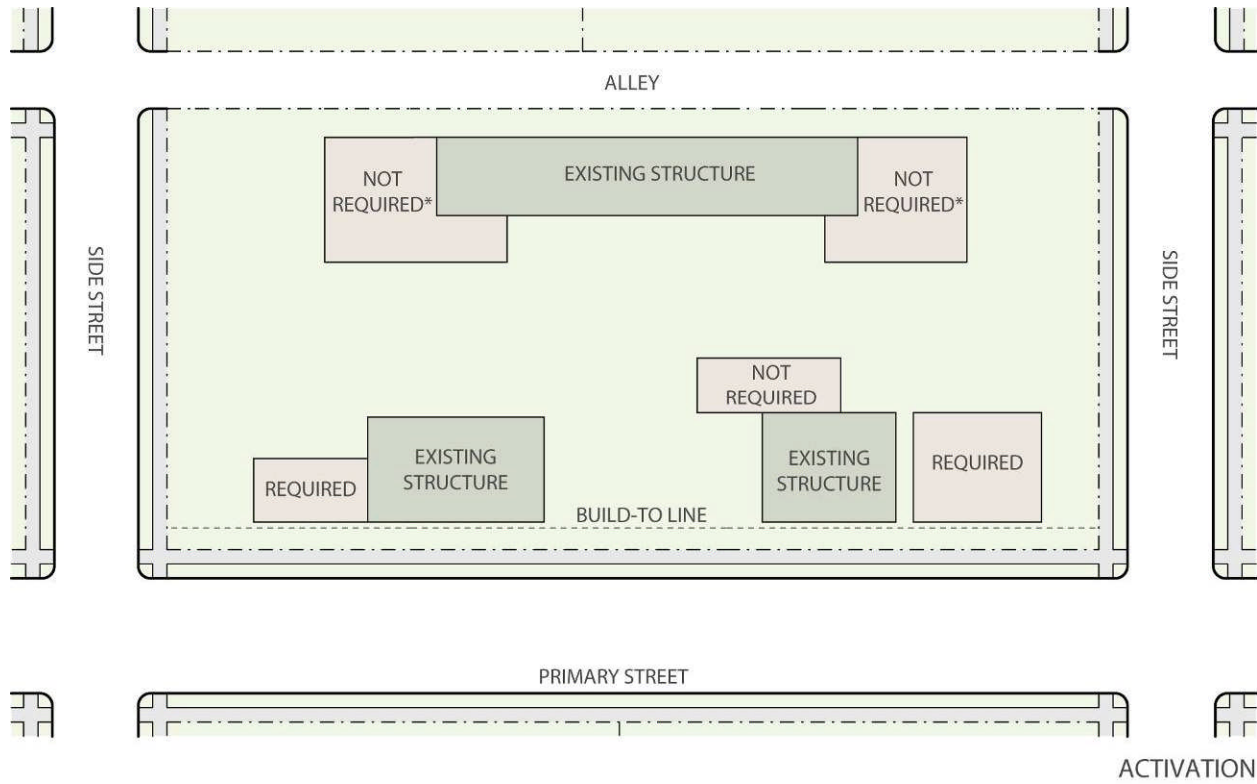 ALLEY
NOT
REQUIRED*
EXISTING STRUCTURE
NOT
REQUIRED*
SIDE STREET
SIDE STREET
NOT
REQUIRED
EXISTING
STRUCTURE
REQUIRED
EXISTING
STRUCTURE
REQUIRED
BUILD-TO LINE
PRIMARY STREET
ACTIVATION